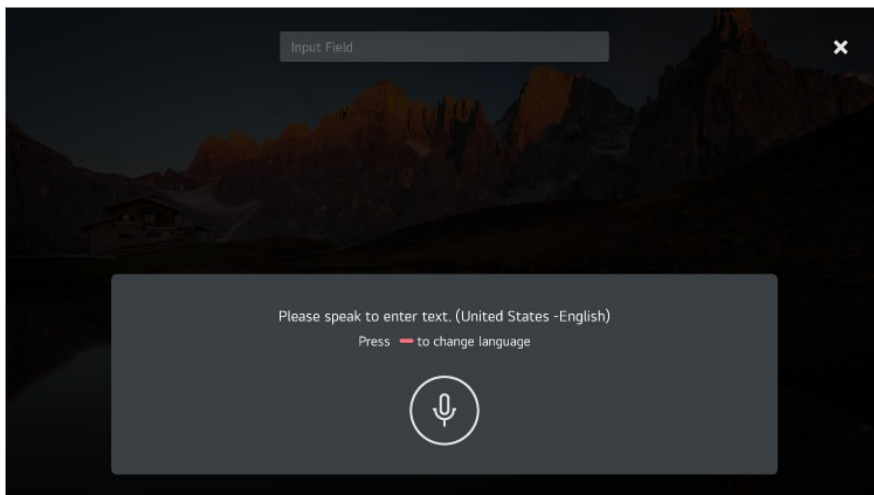 Input Field
Please speak to enter text. (United States -English)
Press to change language